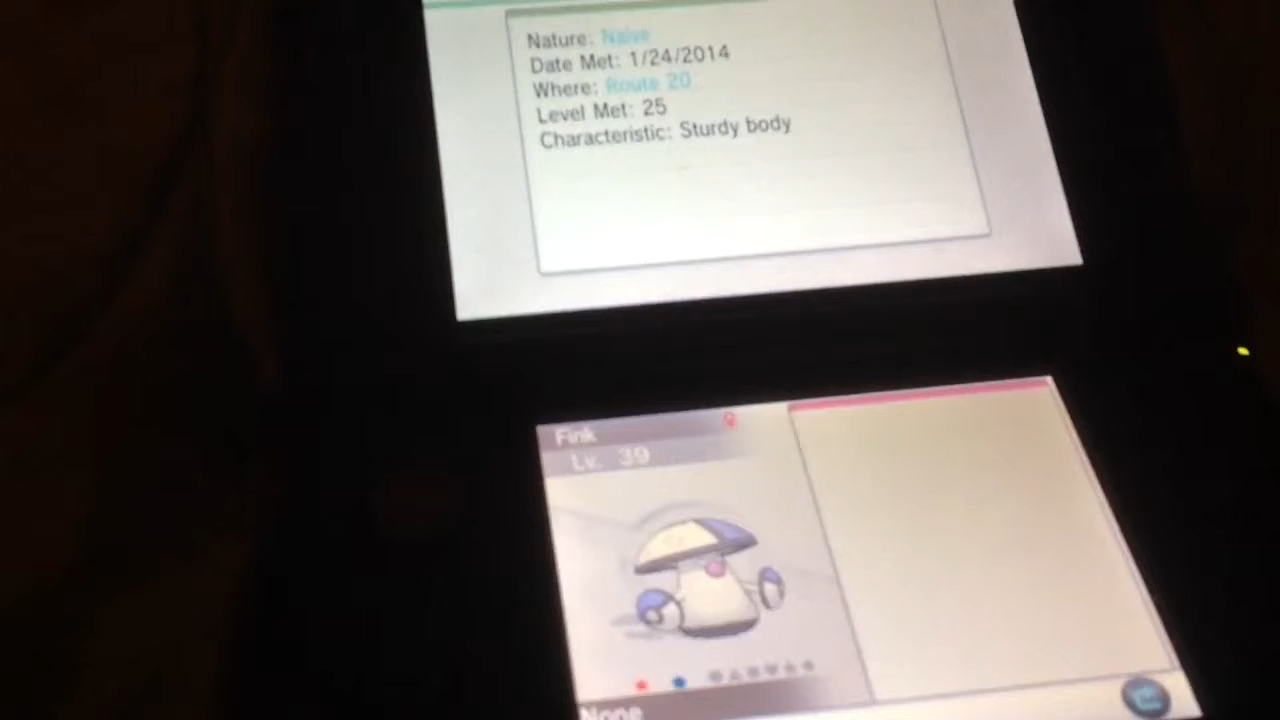 Nature: Naive
Date Met: 1/24/2014
Where: Route 20
Level Met: 25
Characteristic: Sturdy body
Fink
Lv. 39
None